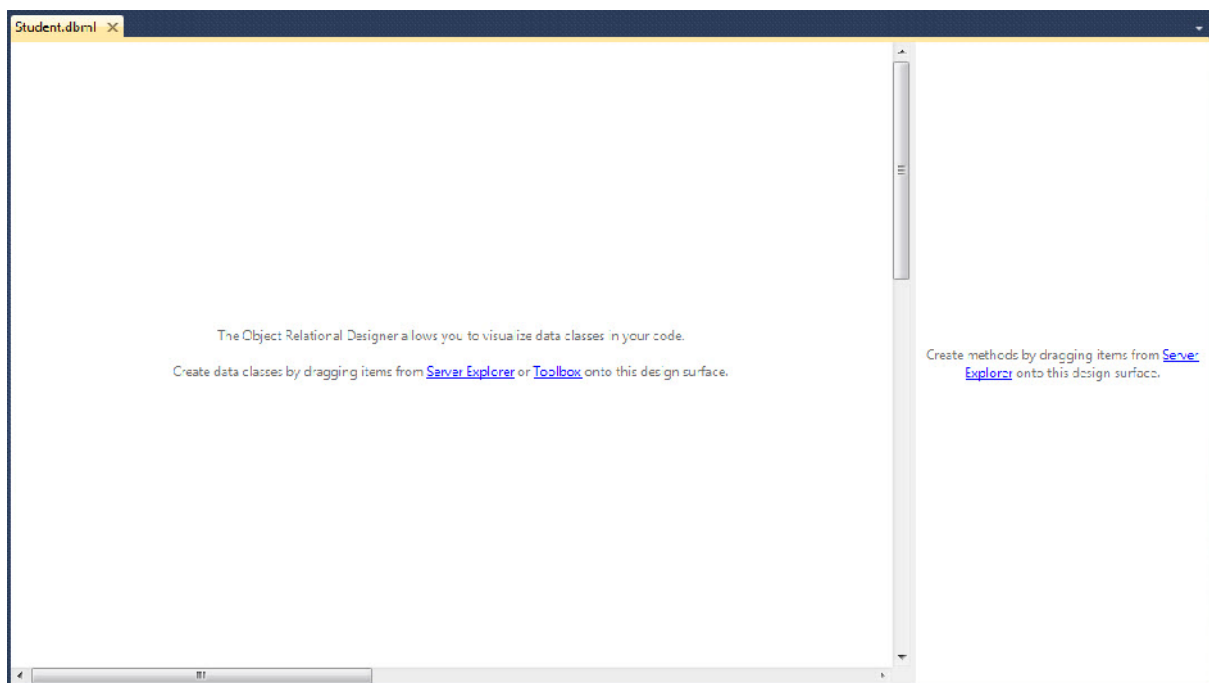 Student.dbml
The Object Relational Designer allows you to visualize data classes in your code.
Create data classes by dragging items from Server Explorer or Toolbox onto this design surface.
Create methods by dragging items from Server
Explorer onto this design surface.